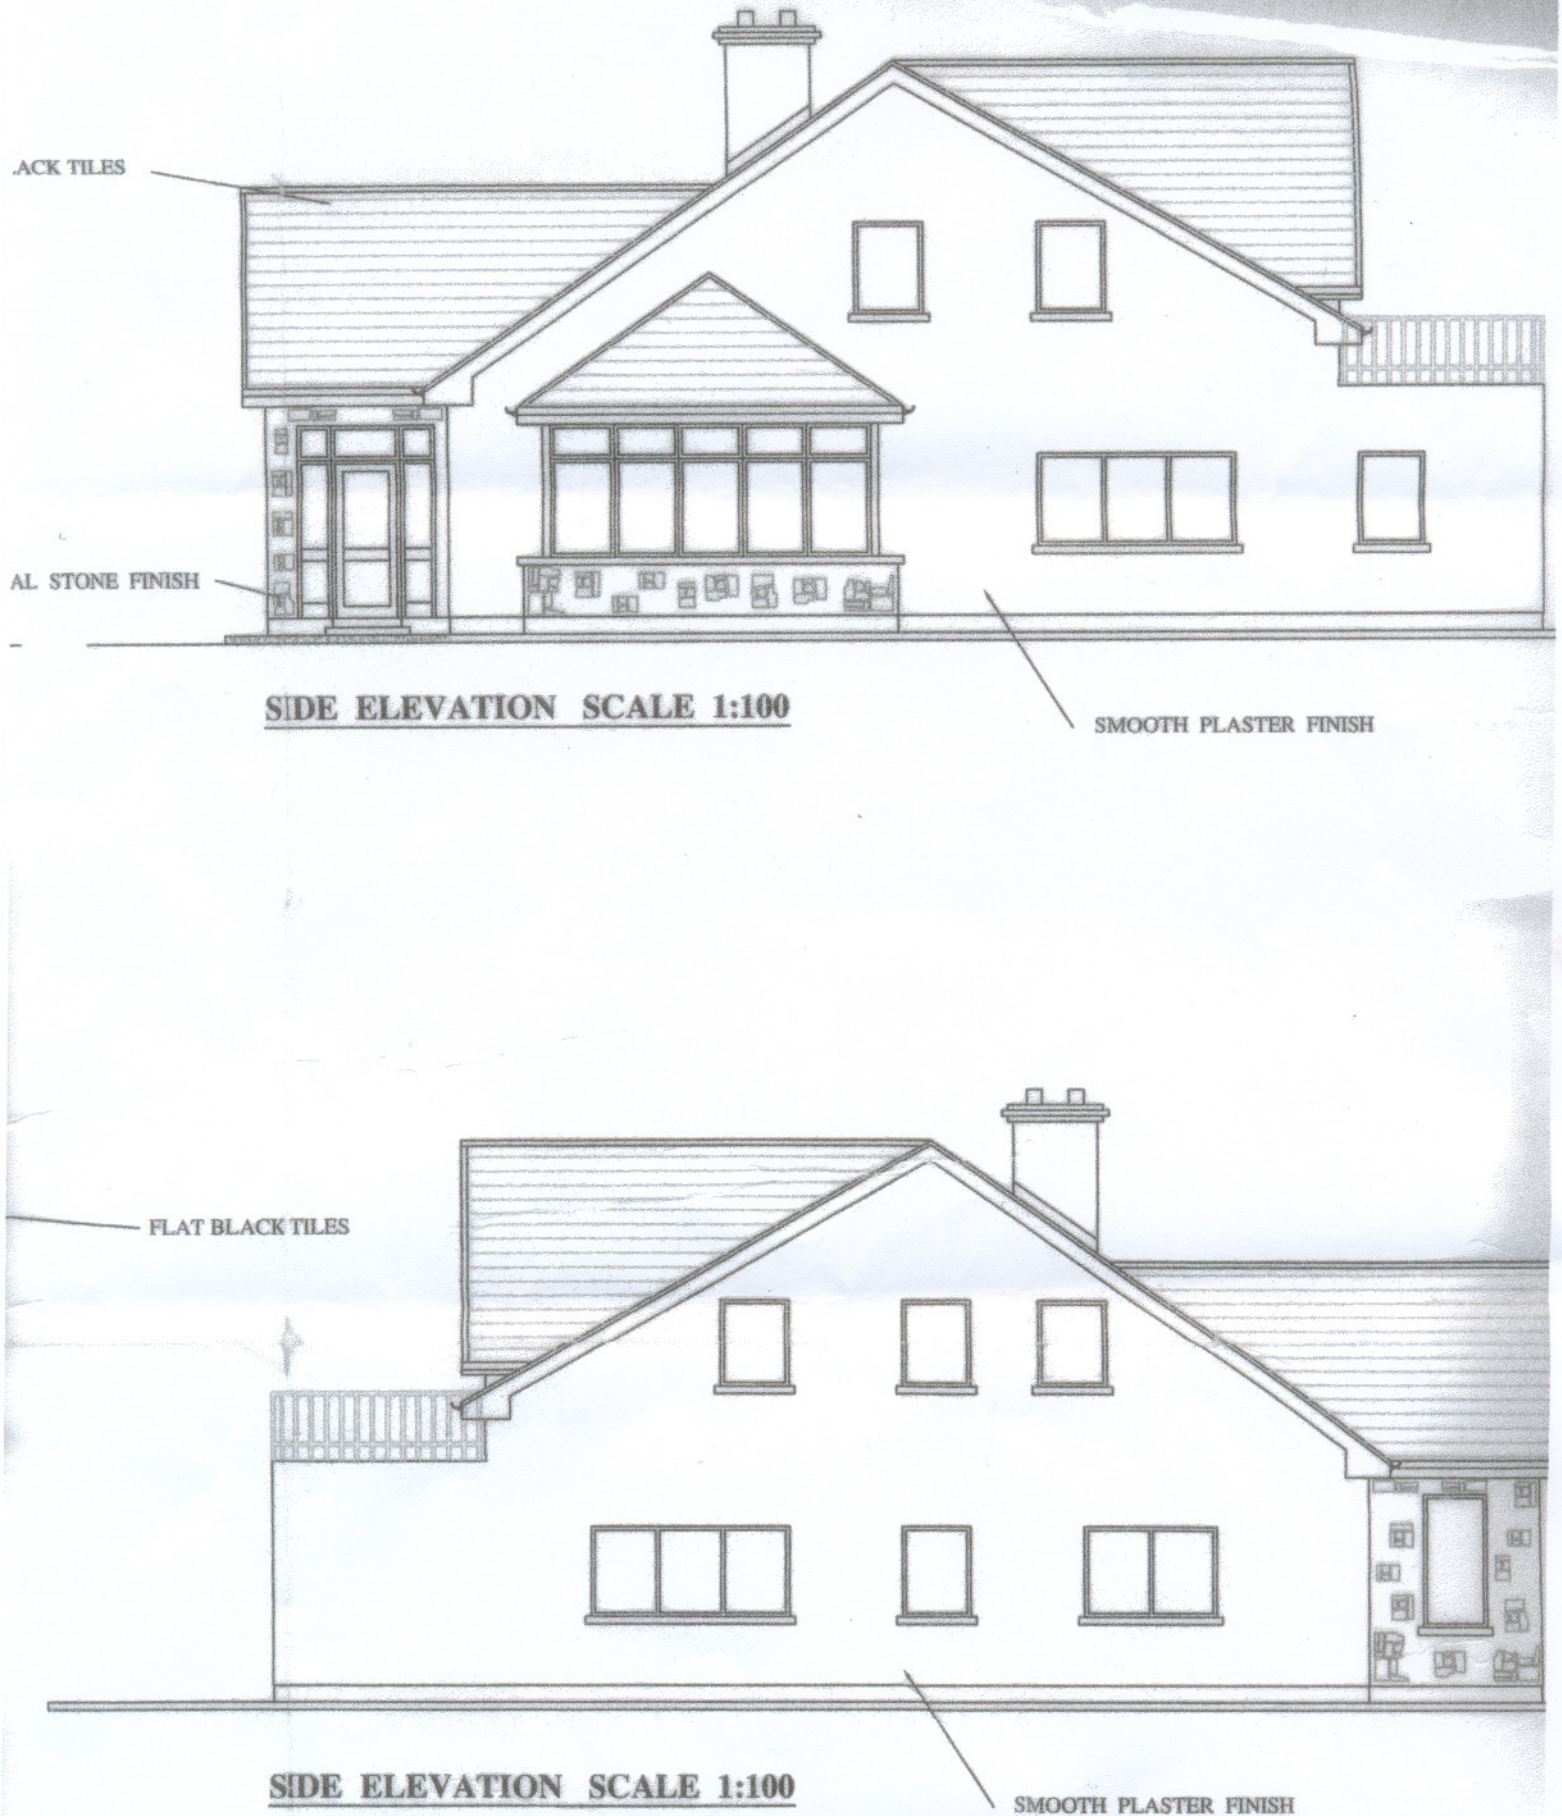 .ACK TILES
AL STONE FINISH
SIDE ELEVATION SCALE 1:100
SMOOTH PLASTER FINISH
FLAT BLACK TILES
SIDE ELEVATION SCALE 1:100
SMOOTH PLASTER FINISH